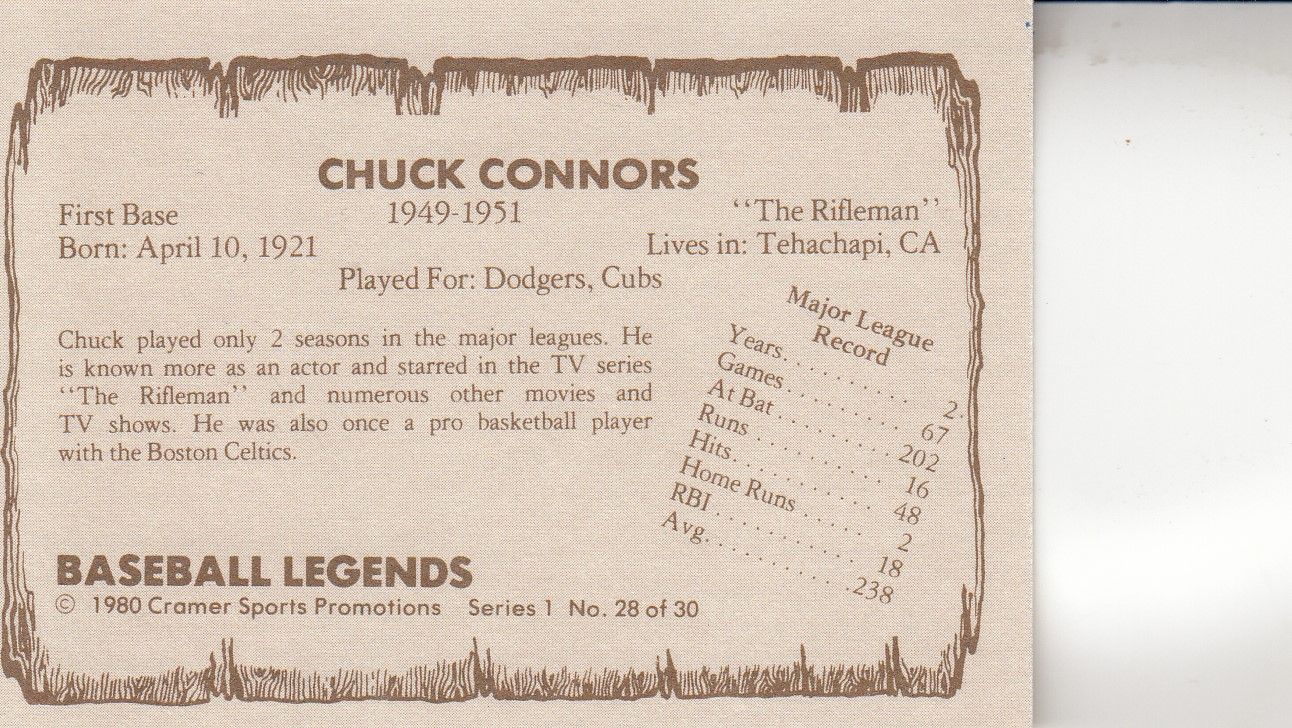 CHUCK CONNORS
First Base 1949-1951 ‘‘The Rifleman’’
Born: April 10, 1921 Lives in: Tehachapi, CA
Played For: Dodgers, Cubs
Chuck played only 2 seasons in the major leagues. He
is known more as an actor and starred in the TV series
‘‘The Rifleman’’ and numerous other movies and
TV shows. He was also once a pro basketball player
with the Boston Celtics.
Major League
Record
Years. . . . . . . . . . 2.
Games . . . . . . . . . 67
At Bat . . . . . . . . . 202
Runs . . . . . . . . . . 16
Hits. . . . . . . . . . . 48
Home Runs . . . . . . 2
RBI . . . . . . . . . . . 18
Avg. . . . . . . . . . . .238
BASEBALL LEGENDS
© 1980 Cramer Sports Promotions Series 1 No. 28 of 30